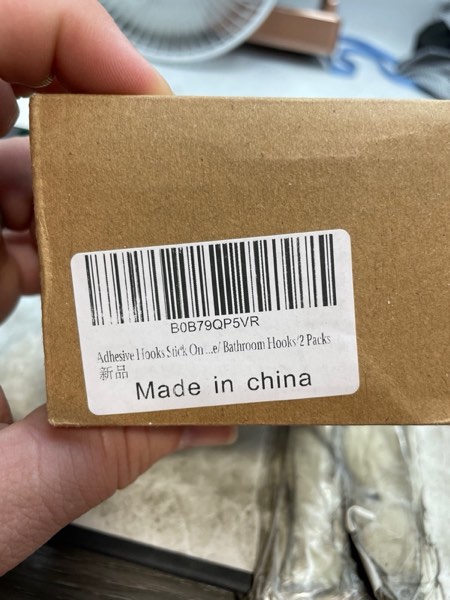 B0B79QP5VR
Adhesive Hooks Stick On ...e/ Bathroom Hooks/2 Packs
新品
Made in china